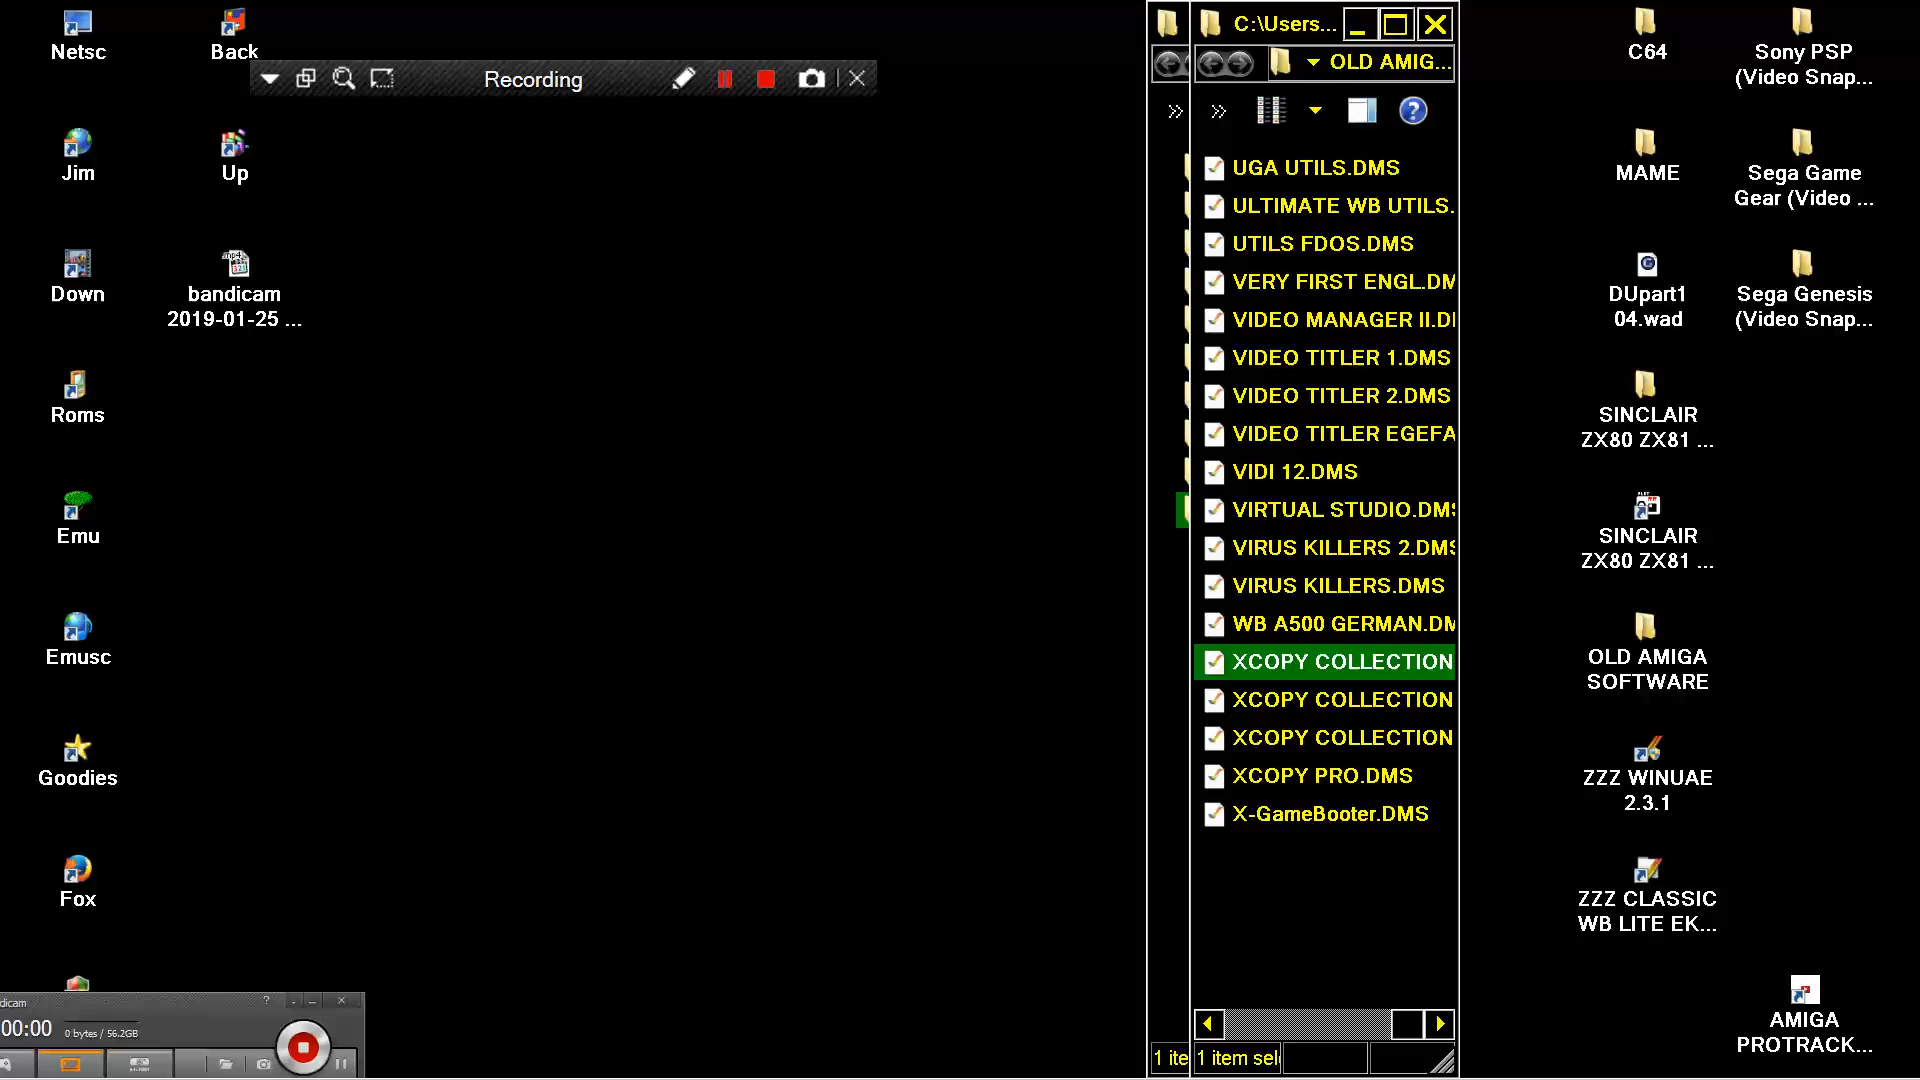 Netsc
Back
Jim
Up
Down
bandicam
2019-01-25 ...
Roms
Emu
Emusc
Goodies
Fox
Recording
dicam
00:00
0 bytes / 56.2GB
C:\Users...
OLD AMIG...
UGA UTILS.DMS
ULTIMATE WB UTILS.
UTILS FDOS.DMS
VERY FIRST ENGL.DM
VIDEO MANAGER II.D
VIDEO TITLER 1.DMS
VIDEO TITLER 2.DMS
VIDEO TITLER EGEFA
VIDI 12.DMS
VIRTUAL STUDIO.DMS
VIRUS KILLERS 2.DMS
VIRUS KILLERS.DMS
WB A500 GERMAN.DM
XCOPY COLLECTION
XCOPY COLLECTION
XCOPY COLLECTION
XCOPY PRO.DMS
X-GameBooter.DMS
1 ite
1 item sel
C64
Sony PSP
(Video Snap...
MAME
Sega Game
Gear (Video ...
DUpart1
04.wad
Sega Genesis
(Video Snap...
SINCLAIR
ZX80 ZX81 ...
SINCLAIR
ZX80 ZX81 ...
OLD AMIGA
SOFTWARE
ZZZ WINUAE
2.3.1
ZZZ CLASSIC
WB LITE EK...
AMIGA
PROTRACK...